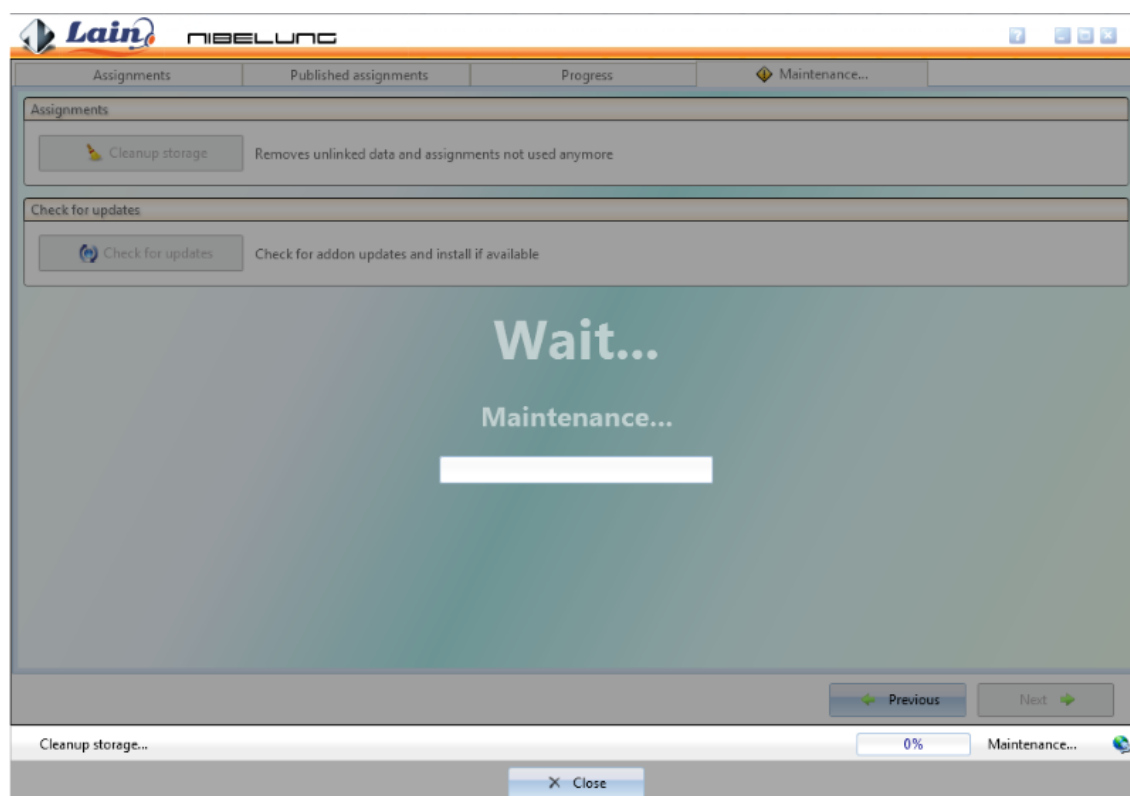 Lain NIBELUNG ?
Assignments Published assignments Progress Maintenance...
Assignments
Cleanup storage Removes unlinked data and assignments not used anymore
Check for updates
Check for updates Check for addon updates and install if available
Wait...
Maintenance...
Previous Next
Cleanup storage... 0% Maintenance...
Close